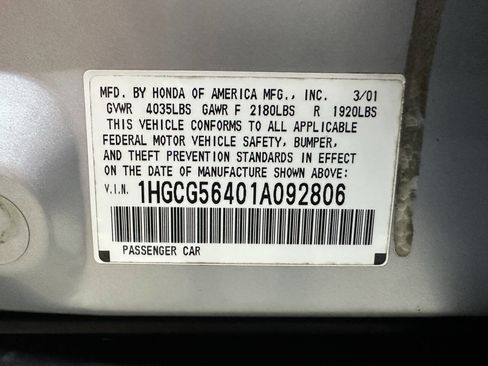 MFD. BY HONDA OF AMERICA MFG., INC. 3/01
GVWR 4035LBS GAWR F 2180LBS R 1920LBS
THIS VEHICLE CONFORMS TO ALL APPLICABLE
FEDERAL MOTOR VEHICLE SAFETY, BUMPER,
AND THEFT PREVENTION STANDARDS IN EFFECT
ON THE DATE OF MANUFACTURE SHOWN ABOVE:
V.I.N. 1HGCG56401A092806
PASSENGER CAR